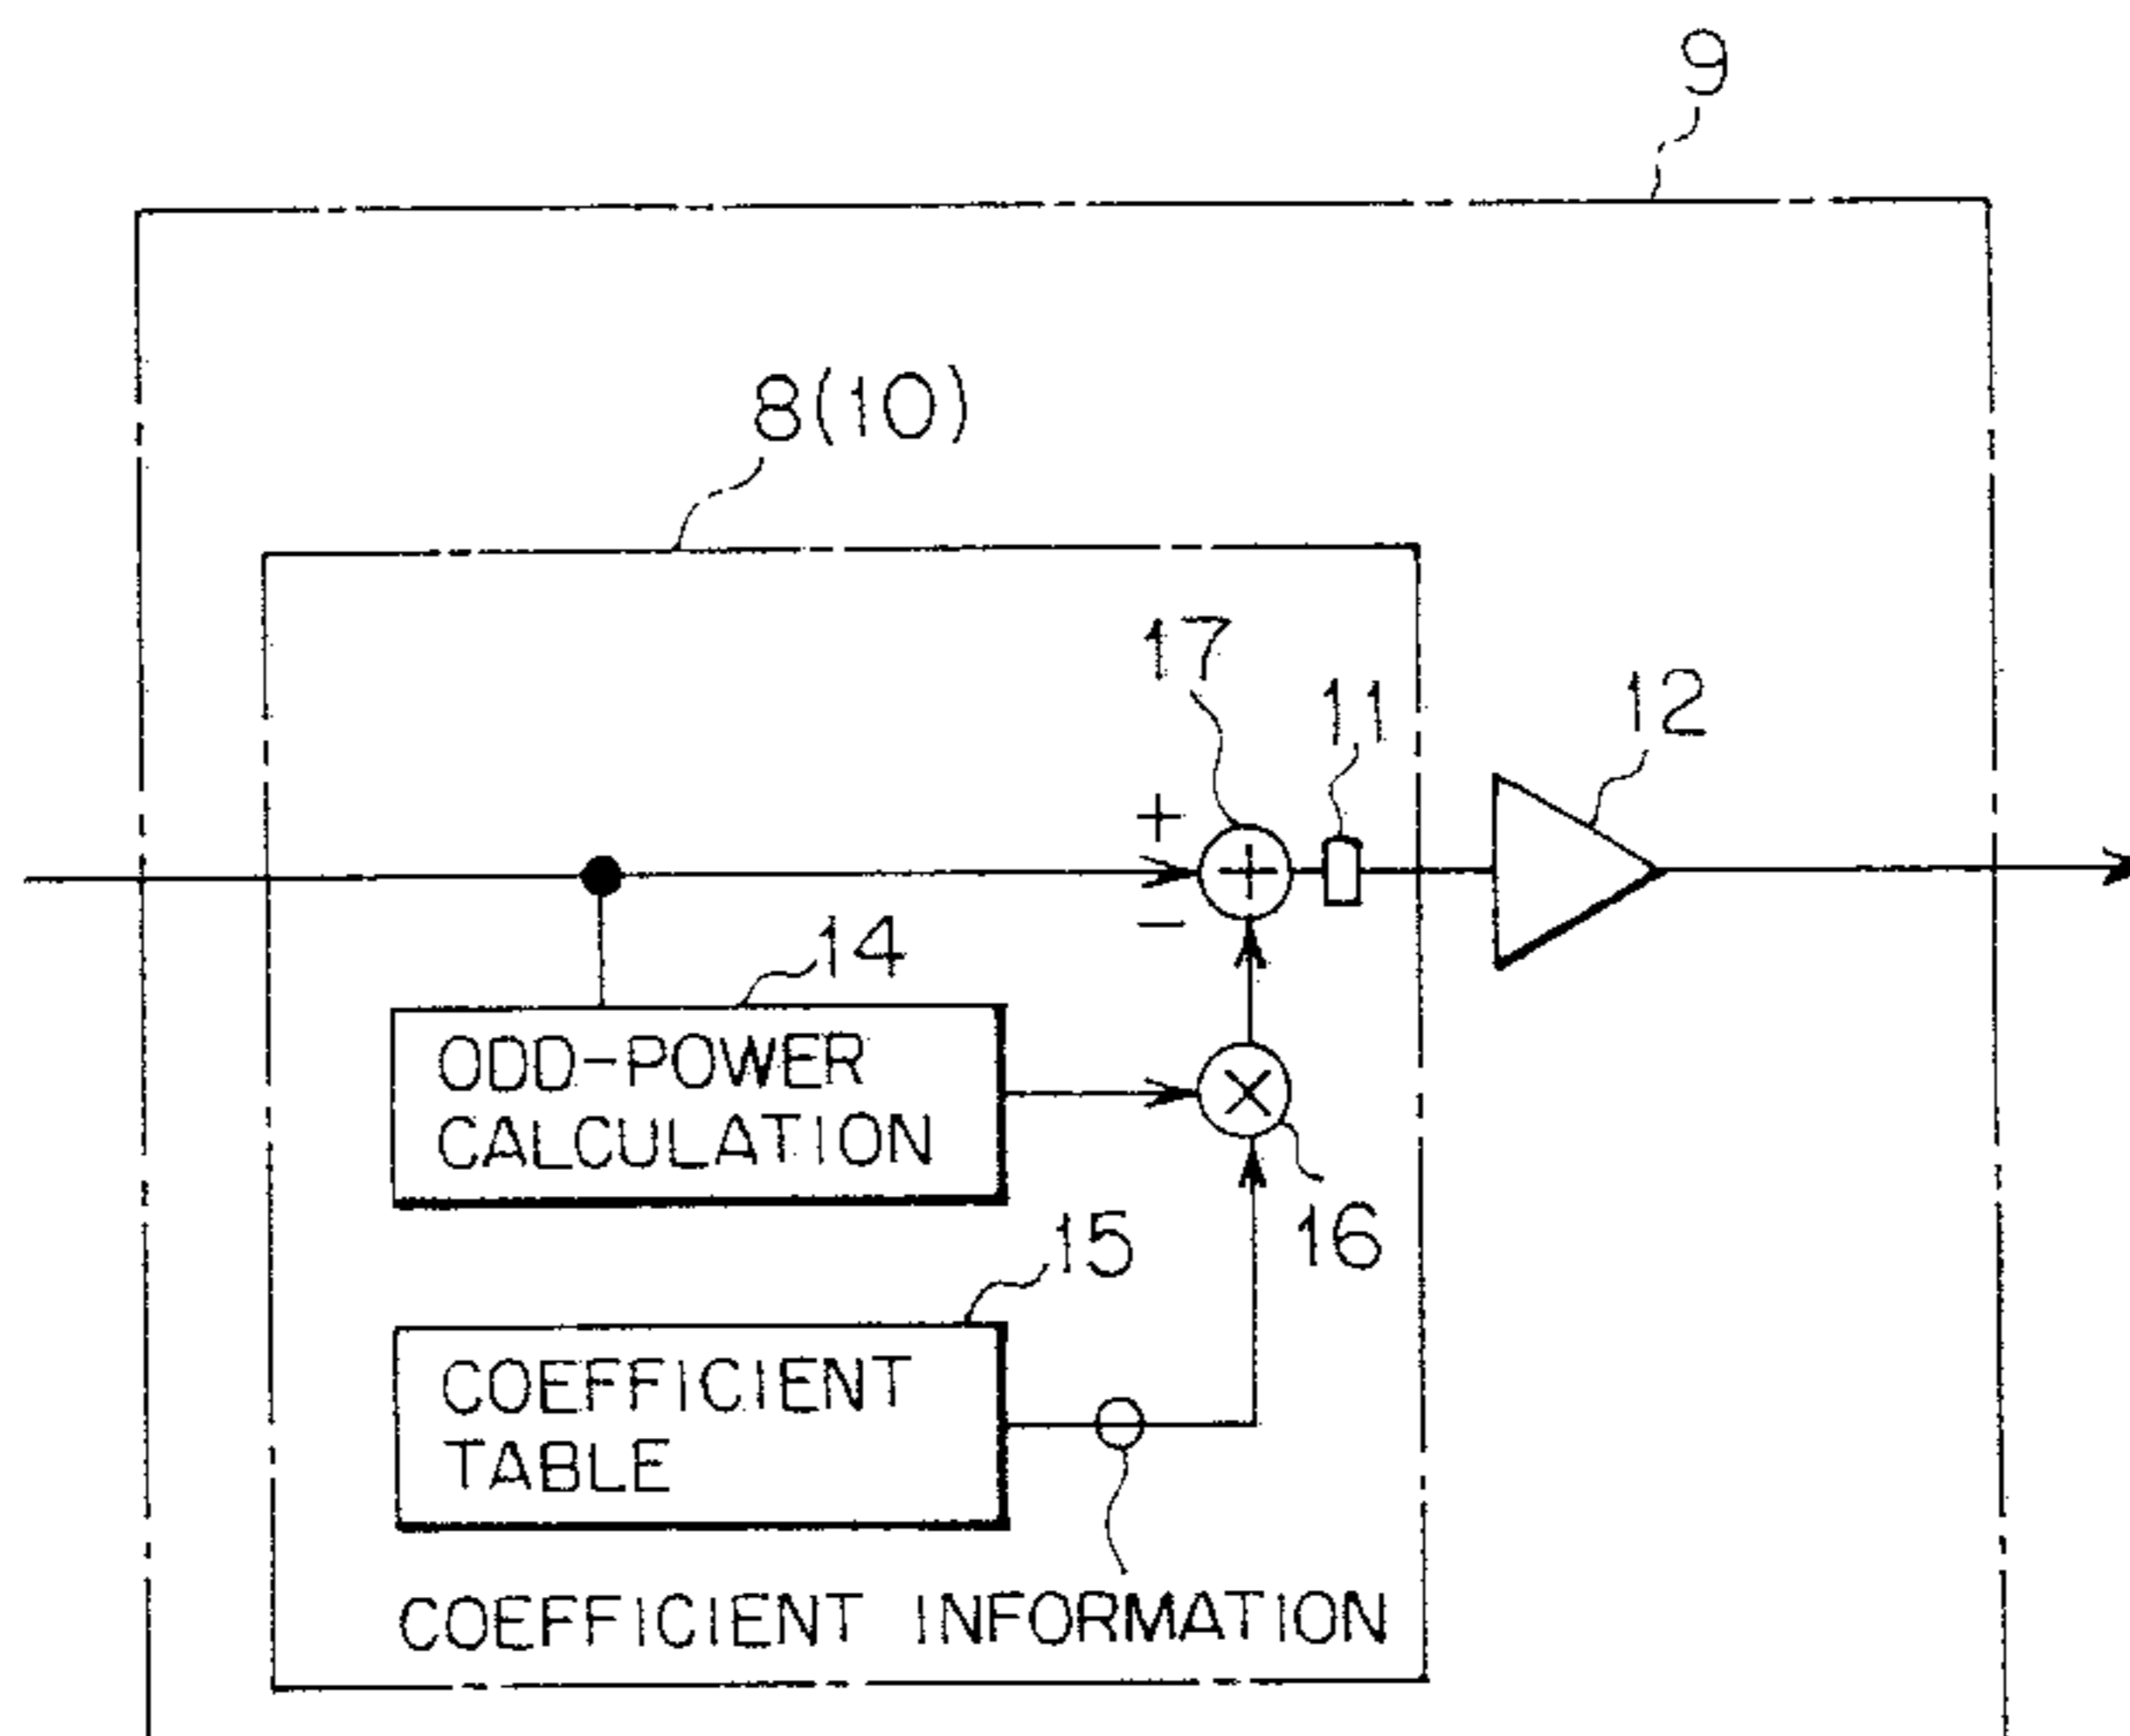 9
8(10)
17
11
12
+
−
14
ODD-POWER
CALCULATION
16
15
COEFFICIENT
TABLE
COEFFICIENT INFORMATION